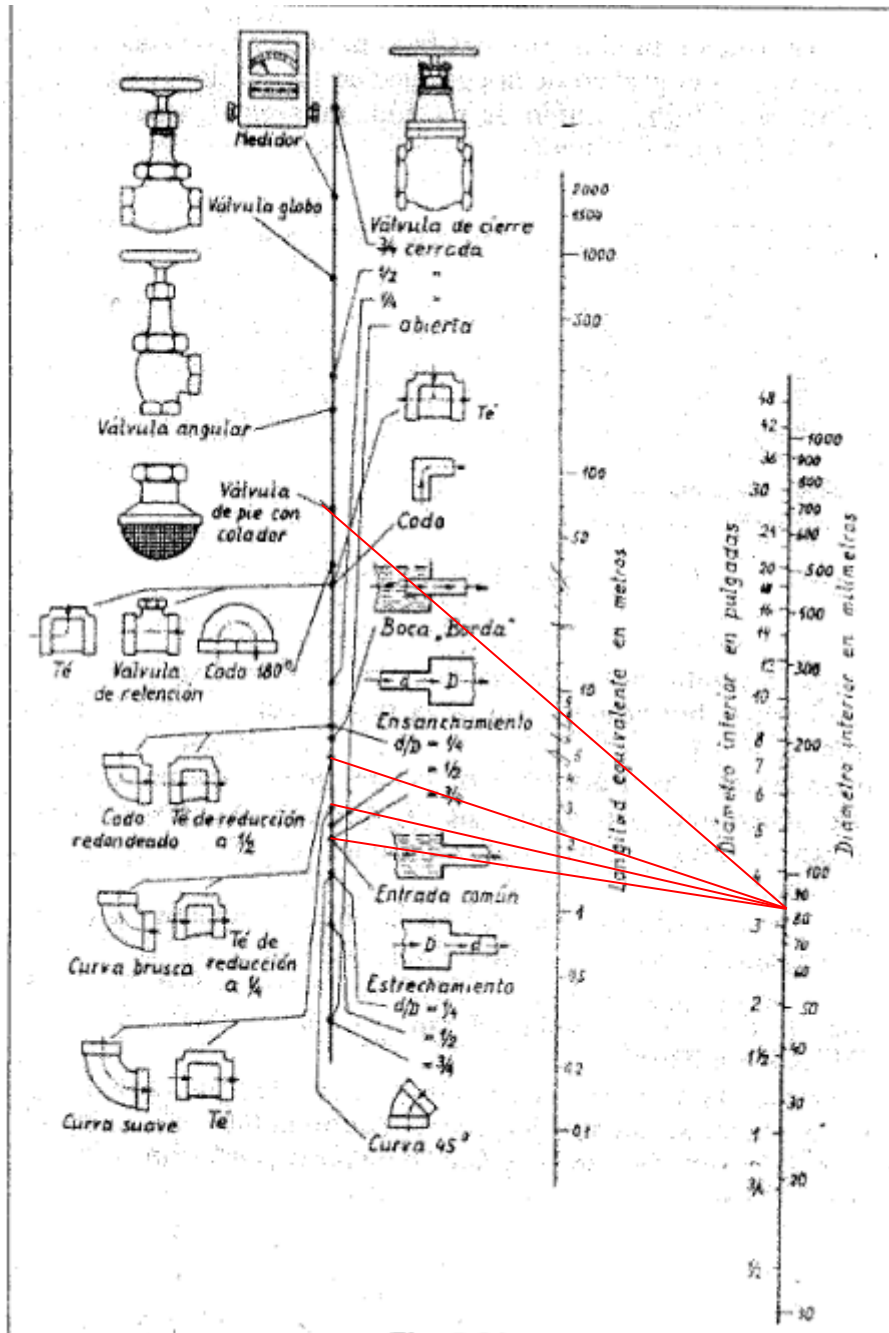 Medidor
Válvula globo
Válvula de cierre
3/4 cerrada
1/2 "
1/4 "
abierta
Té
Válvula angular
Válvula
de pie con
colador
Codo
Té
Valvula
de relención
Codo 180°
Boca „Borda"
d
D
Ensanchamiento
d/D = 1/4
= 1/2
= 3/4
Codo
redondeado
Té de reducción
a 1/2
Entrada común
Curva brusca
Té de
reducción
a 1/4
D
d
Estrechamiento
d/D = 1/4
= 1/2
= 3/4
Curva suave
Té
Curva 45°
2000
1500
1000
500
100
50
10
5
3
2
1
0,5
0,2
0,1
Longitud equivalente en metros
48
42
36
30
24
20
18
16
14
12
10
8
7
6
5
4
3
2
1 1/2
1
3/4
1/2
Diámetro interior en pulgadas
1000
900
800
700
600
500
300
200
100
90
80
70
60
50
40
30
20
Diámetro interior en milímetros